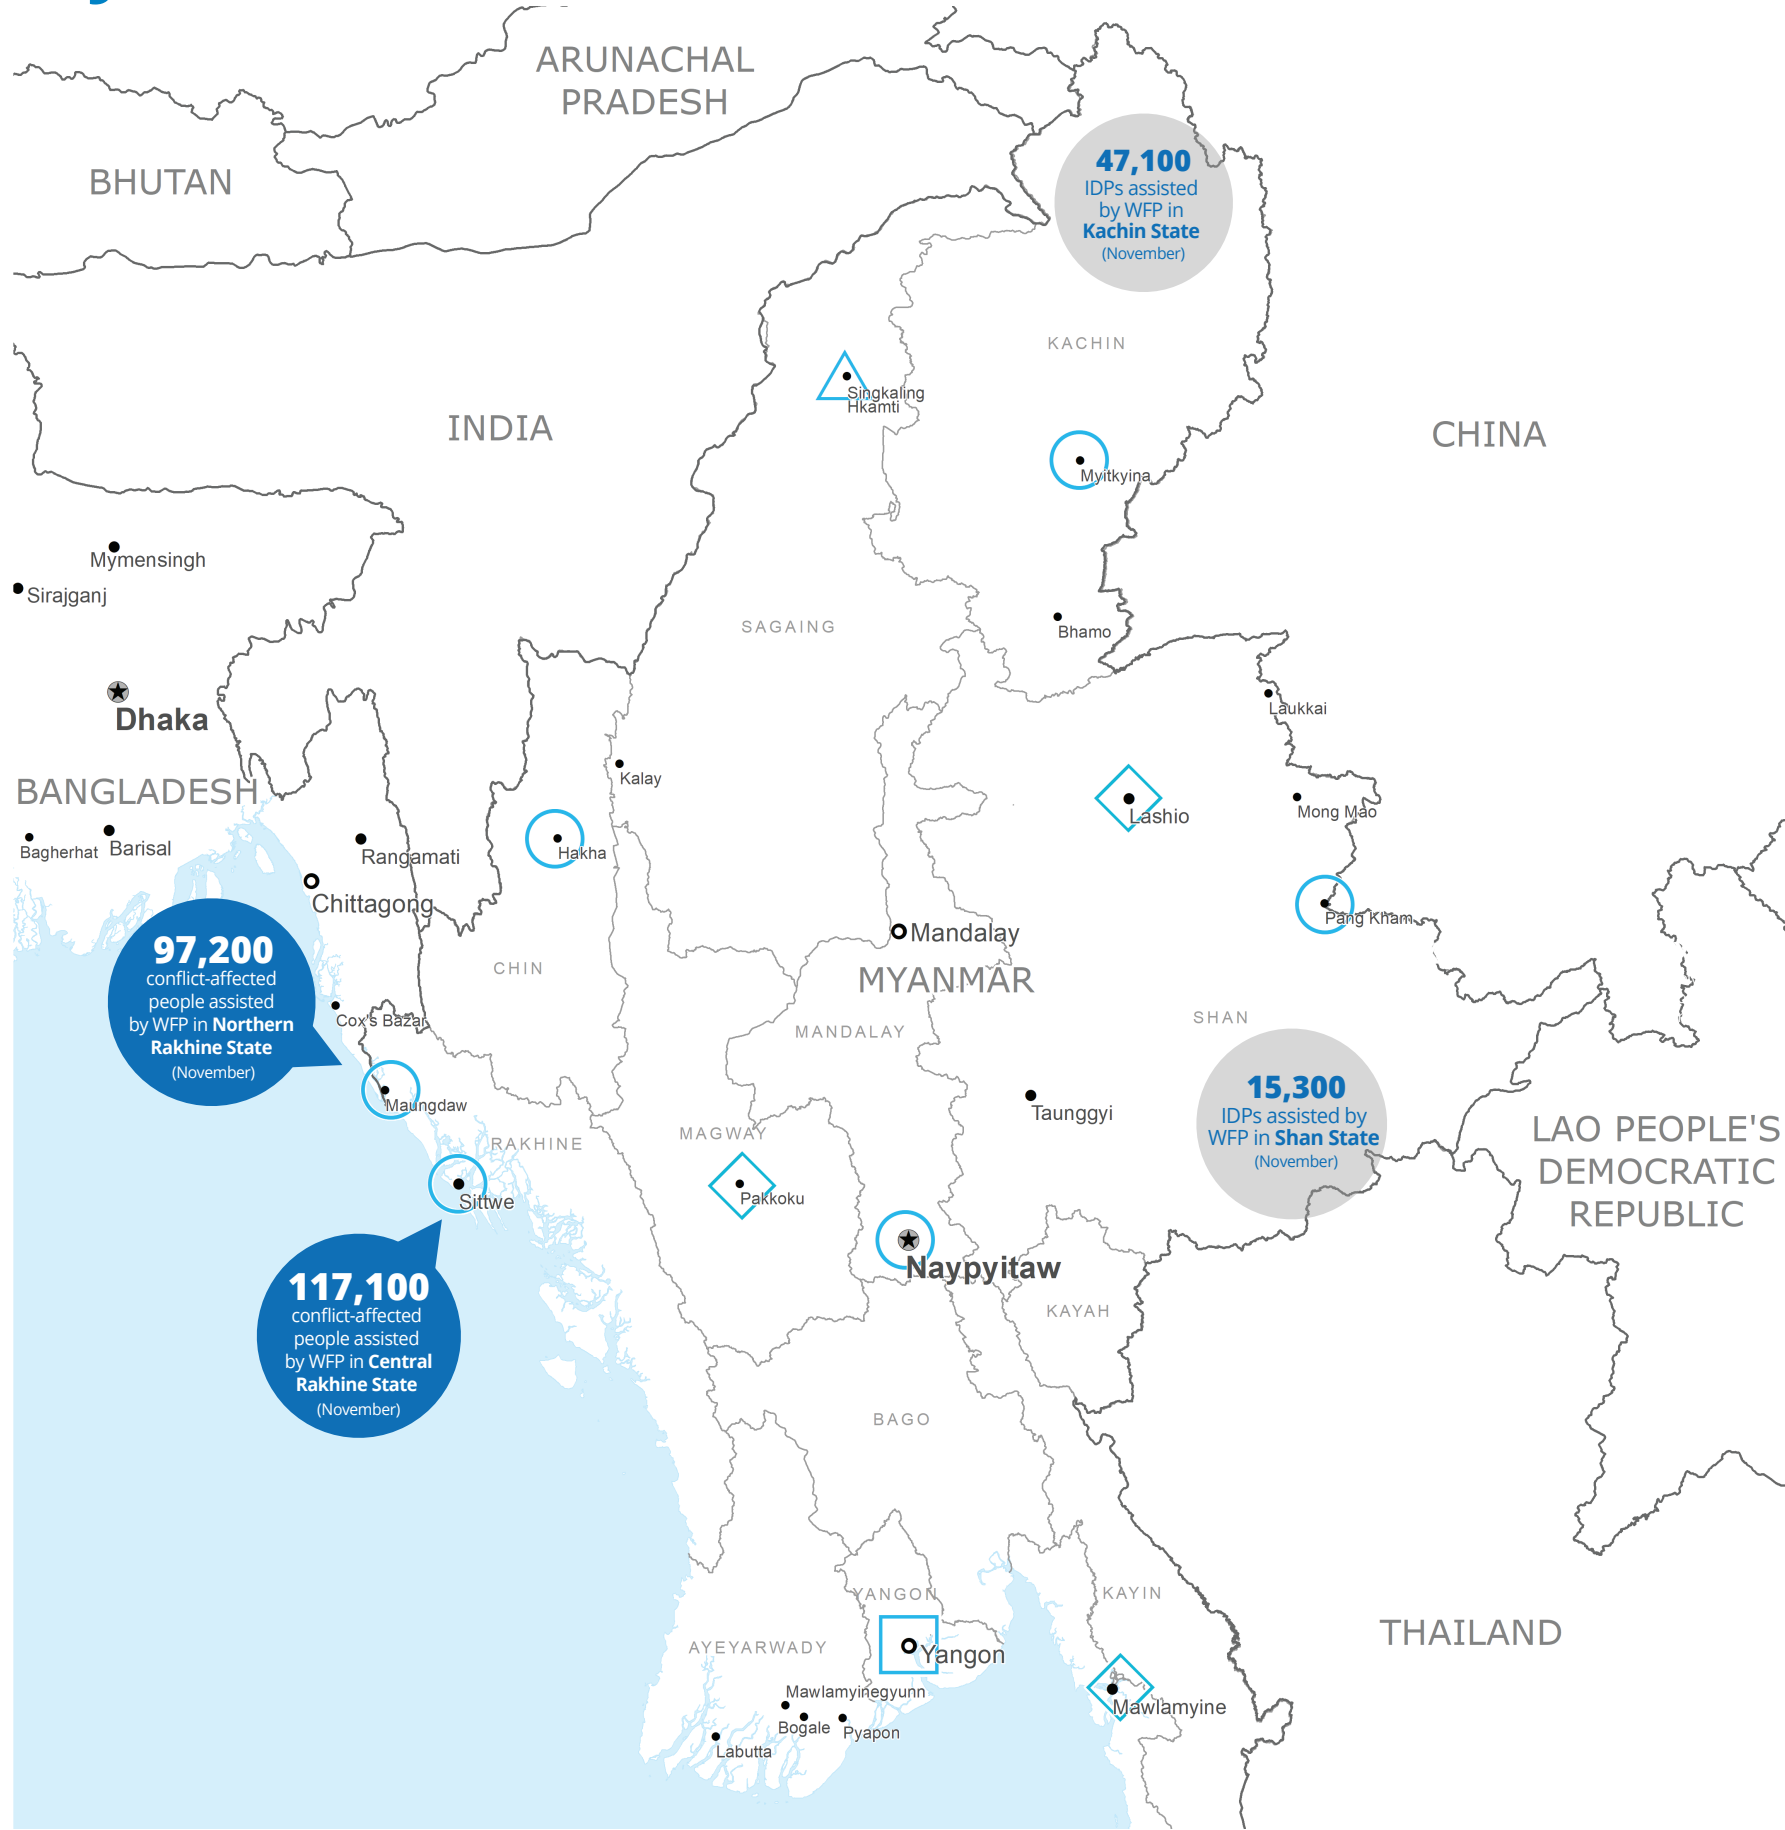 ARUNACHAL
PRADESH
BHUTAN
47,100
IDPs assisted
by WFP in
Kachin State
(November)
KACHIN
Singkaling
Hkamti
INDIA
CHINA
Myitkyina
Mymensingh
Sirajganj
SAGAING
Bhamo
Dhaka
Laukkai
BANGLADESH
Kalay
Lashio
Mong Mao
Bagherhat
Barisal
Rangamati
Hakha
Chittagong
Pang Kham
Mandalay
97,200
conflict-affected
people assisted
by WFP in Northern
Rakhine State
(November)
CHIN
MYANMAR
Cox's Bazar
MANDALAY
SHAN
Maungdaw
15,300
IDPs assisted by
WFP in Shan State
(November)
Taunggyi
LAO PEOPLE'S
DEMOCRATIC
REPUBLIC
RAKHINE
MAGWAY
Sittwe
Pakkoku
Naypyitaw
117,100
conflict-affected
people assisted
by WFP in Central
Rakhine State
(November)
KAYAH
BAGO
YANGON
KAYIN
AYEYARWADY
Yangon
THAILAND
Mawlamyinegyunn
Bogale
Pyapon
Labutta
Mawlamyine